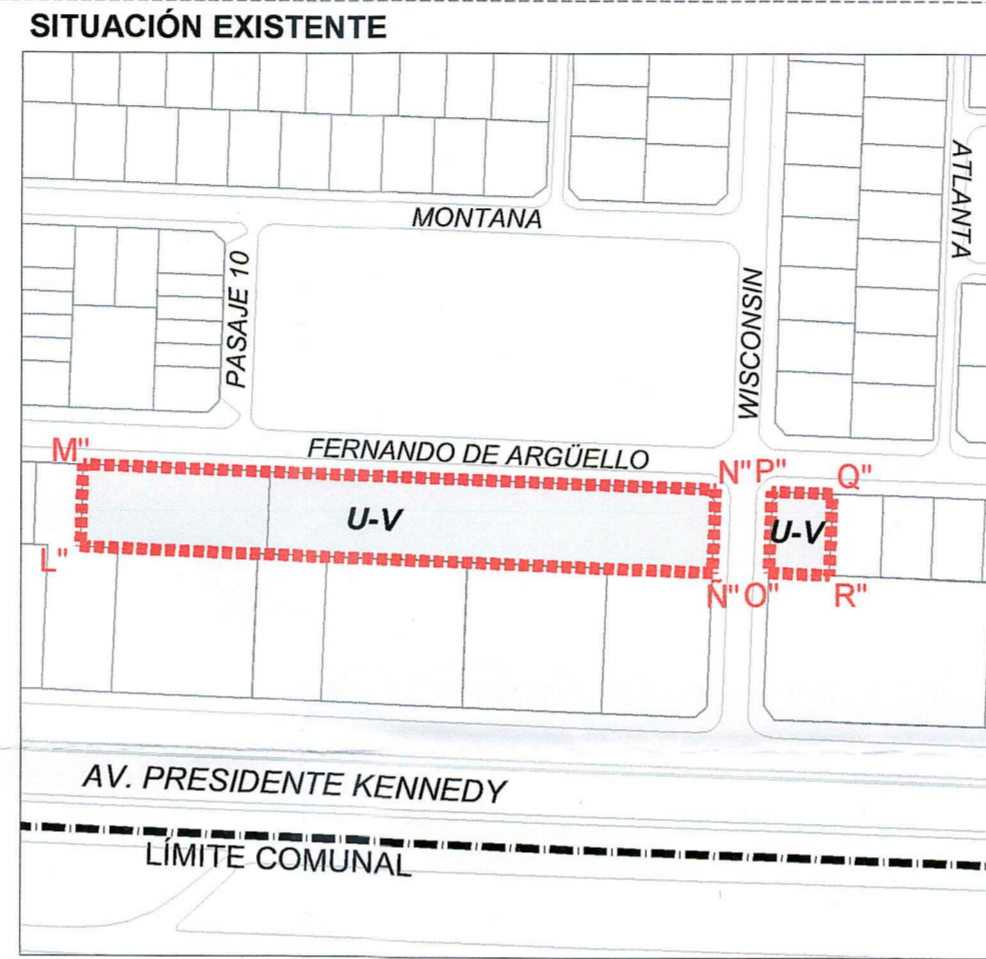 SITUACIÓN EXISTENTE
ATLANTA
MONTANA
PASAJE 10
WISCONSIN
FERNANDO DE ARGÜELLO
M" N" P" Q"
U-V U-V
L" Ñ" O" R"
AV. PRESIDENTE KENNEDY
LÍMITE COMUNAL